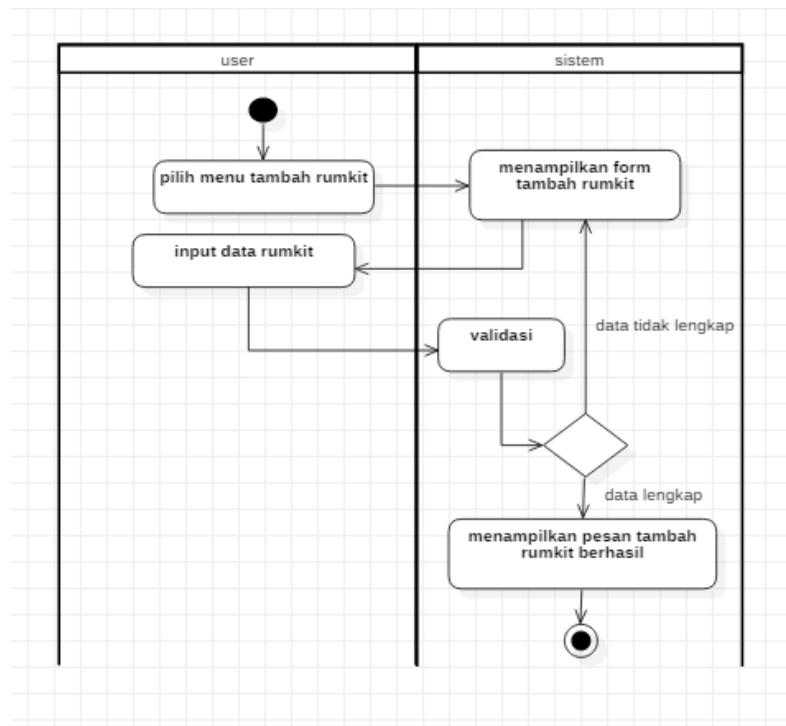 user
sistem
pilih menu tambah rumkit
menampilkan form
tambah rumkit
input data rumkit
validasi
data tidak lengkap
data lengkap
menampilkan pesan tambah
rumkit berhasil